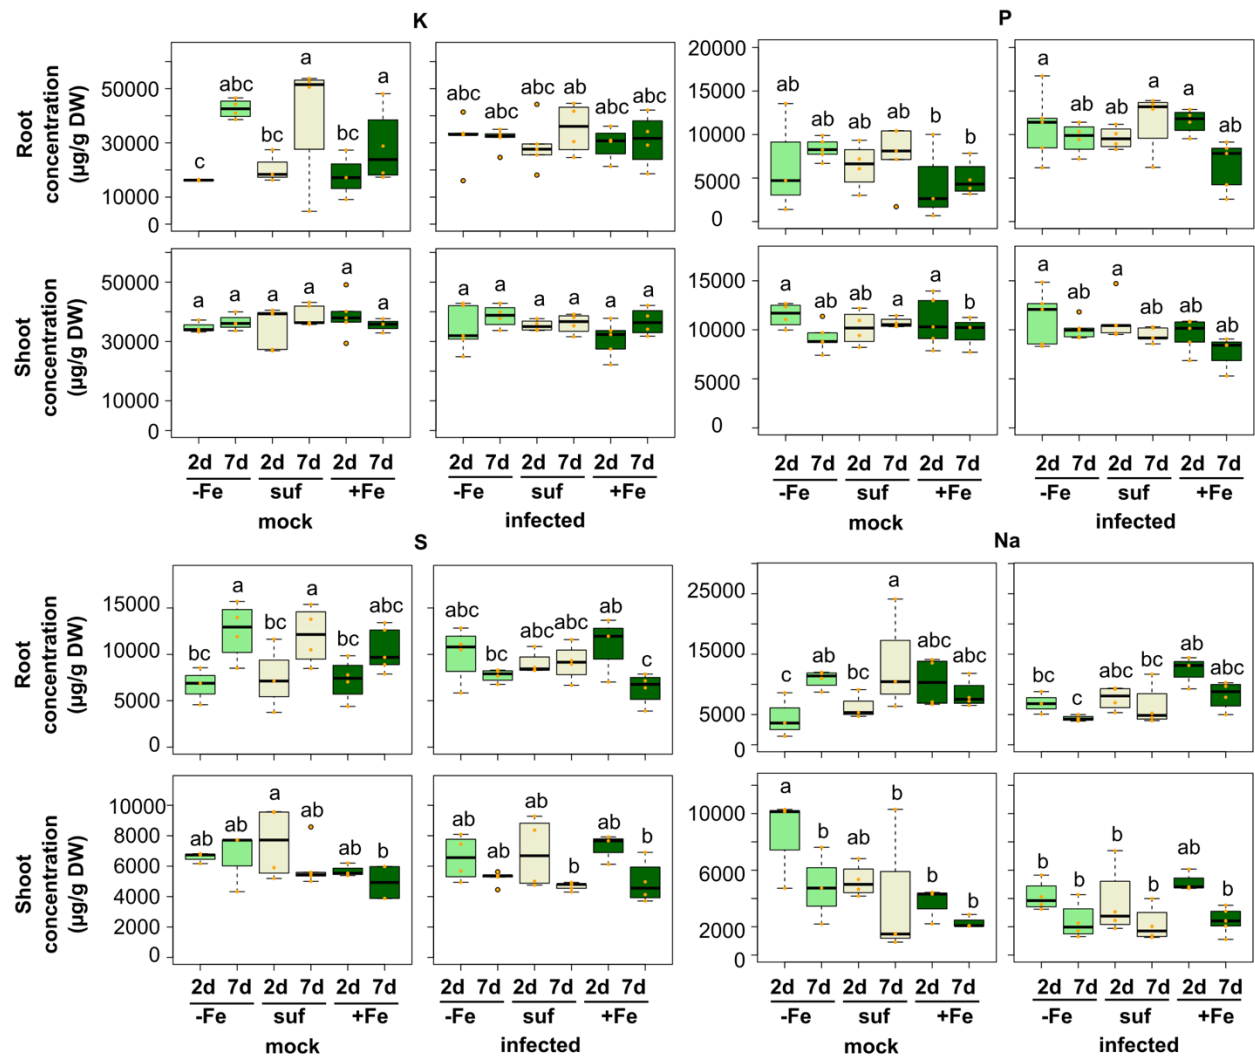 K
P
Root
concentration
(µg/g DW)
50000
30000
10000
0
c
abc
bc
a
bc
a
abc
abc
abc
a
abc
abc
20000
15000
10000
5000
0
ab
ab
ab
ab
b
b
a
ab
ab
a
a
ab
Shoot
concentration
(µg/g DW)
50000
30000
10000
0
a
a
a
a
a
a
a
a
a
a
a
a
15000
10000
5000
0
a
ab
ab
ab
a
b
a
ab
a
ab
ab
ab
2d 7d 2d 7d 2d 7d
2d 7d 2d 7d 2d 7d
2d 7d 2d 7d 2d 7d
2d 7d 2d 7d 2d 7d
-Fe suf +Fe
-Fe suf +Fe
-Fe suf +Fe
-Fe suf +Fe
mock
infected
mock
infected
S
Na
Root
concentration
(µg/g DW)
15000
10000
5000
0
bc
a
bc
a
bc
abc
abc
bc
abc
abc
ab
c
25000
15000
5000
0
c
ab
bc
a
abc
abc
bc
c
abc
bc
ab
abc
Shoot
concentration
(µg/g DW)
10000
8000
6000
4000
2000
0
ab
ab
a
ab
ab
b
ab
ab
ab
b
ab
b
10000
6000
2000
0
a
b
ab
b
b
b
b
b
b
b
ab
b
2d 7d 2d 7d 2d 7d
2d 7d 2d 7d 2d 7d
2d 7d 2d 7d 2d 7d
2d 7d 2d 7d 2d 7d
-Fe suf +Fe
-Fe suf +Fe
-Fe suf +Fe
-Fe suf +Fe
mock
infected
mock
infected